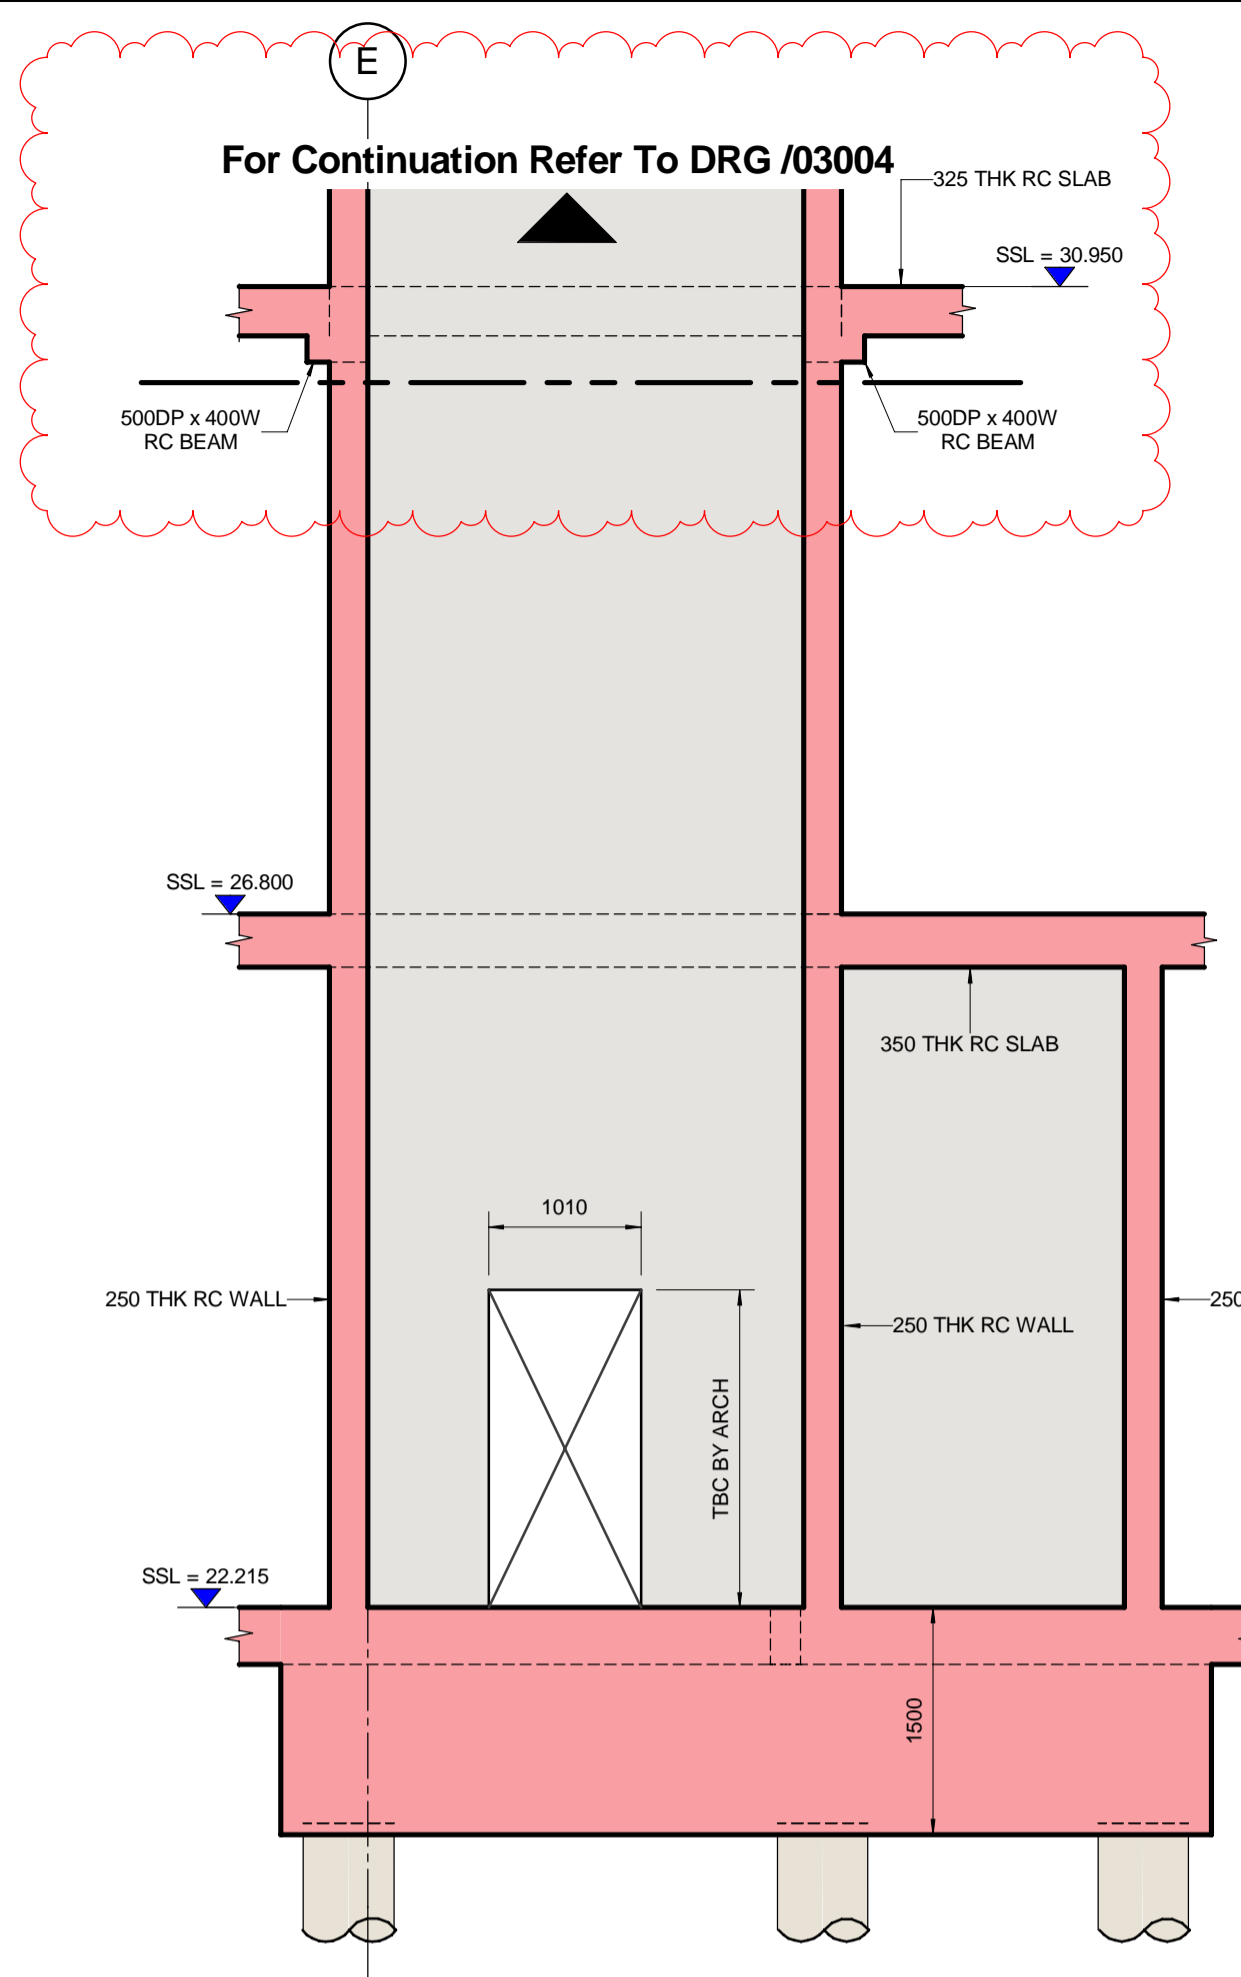 E
For Continuation Refer To DRG /03004
325 THK RC SLAB
SSL = 30.950
500DP x 400W
RC BEAM
500DP x 400W
RC BEAM
SSL = 26.800
350 THK RC SLAB
1010
250 THK RC WALL
250
250 THK RC WALL
TBC BY ARCH
SSL = 22.215
1500